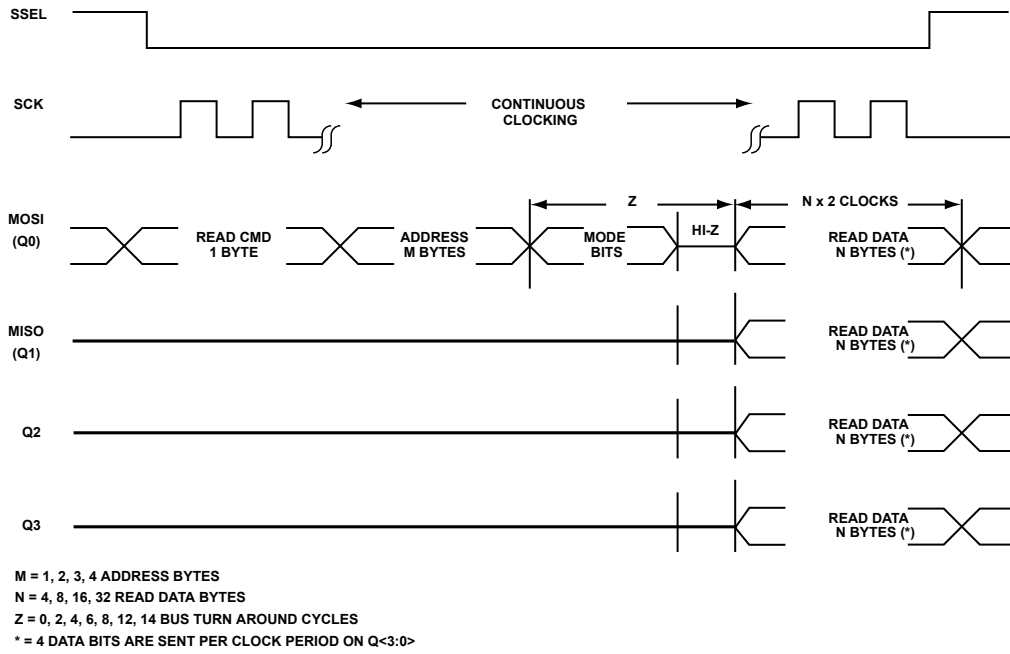 SSEL
SCK
CONTINUOUS
CLOCKING
Z
N x 2 CLOCKS
MOSI
(Q0)
READ CMD
1 BYTE
ADDRESS
M BYTES
MODE
BITS
HI-Z
READ DATA
N BYTES (*)
MISO
(Q1)
READ DATA
N BYTES (*)
Q2
READ DATA
N BYTES (*)
Q3
READ DATA
N BYTES (*)
M = 1, 2, 3, 4 ADDRESS BYTES
N = 4, 8, 16, 32 READ DATA BYTES
Z = 0, 2, 4, 6, 8, 12, 14 BUS TURN AROUND CYCLES
* = 4 DATA BITS ARE SENT PER CLOCK PERIOD ON Q<3:0>